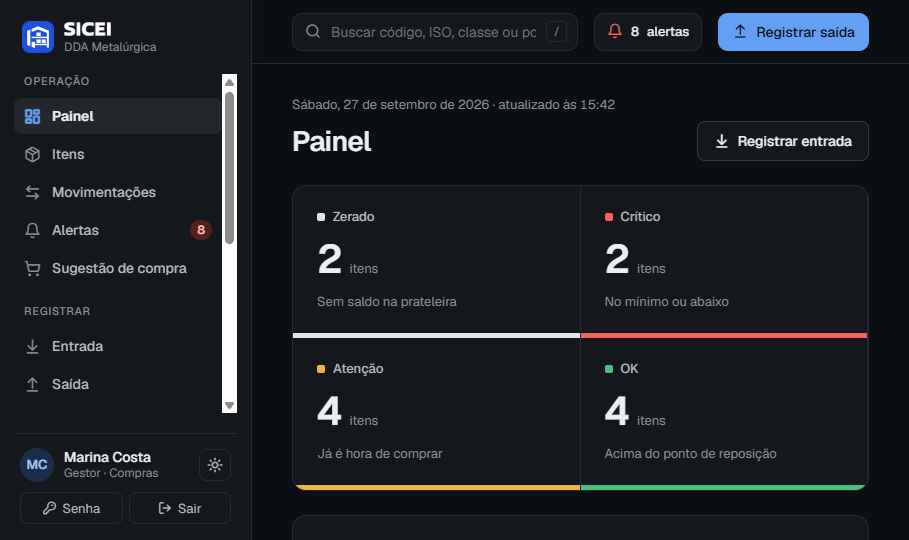 SICEI
DDA Metalúrgica
OPERAÇÃO
Painel
Itens
Movimentações
Alertas
8
Sugestão de compra
REGISTRAR
Entrada
Saída
MC
Marina Costa
Gestor · Compras
Senha
Sair
Buscar código, ISO, classe ou po
/
8 alertas
Registrar saída
Sábado, 27 de setembro de 2026 · atualizado às 15:42
Painel
Registrar entrada
Zerado
2 itens
Sem saldo na prateleira
Crítico
2 itens
No mínimo ou abaixo
Atenção
4 itens
Já é hora de comprar
OK
4 itens
Acima do ponto de reposição